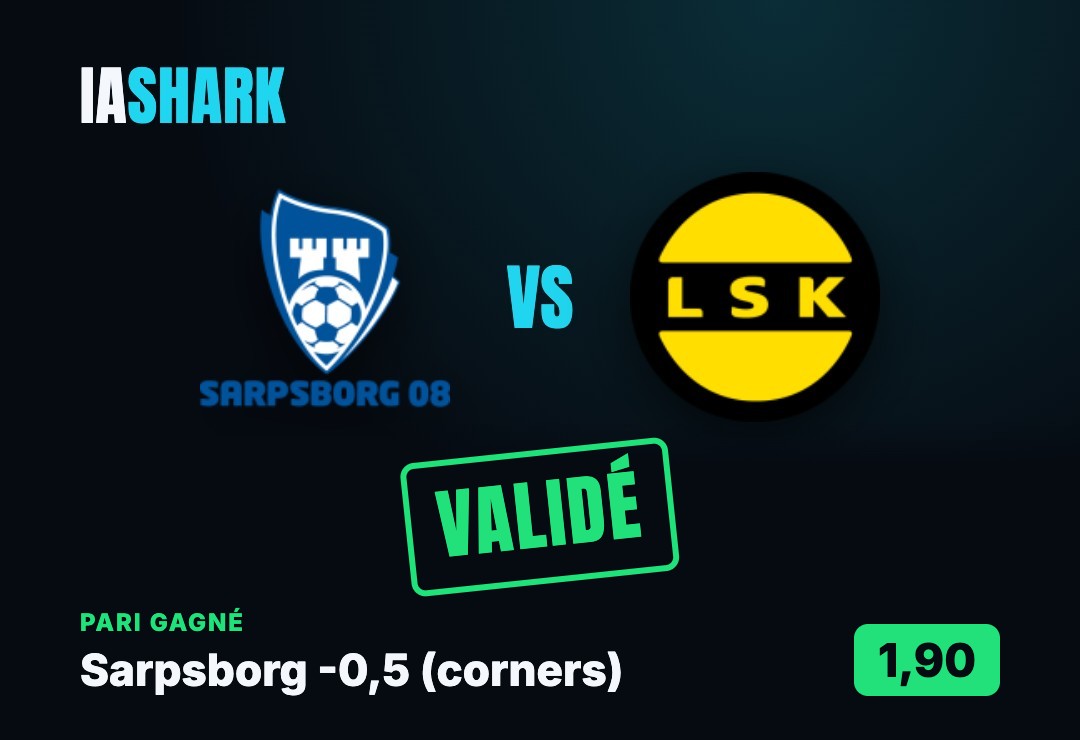 IASHARK
VS
SARPSBORG 08
LSK
VALIDÉ
PARI GAGNÉ
Sarpsborg -0,5 (corners)
1,90